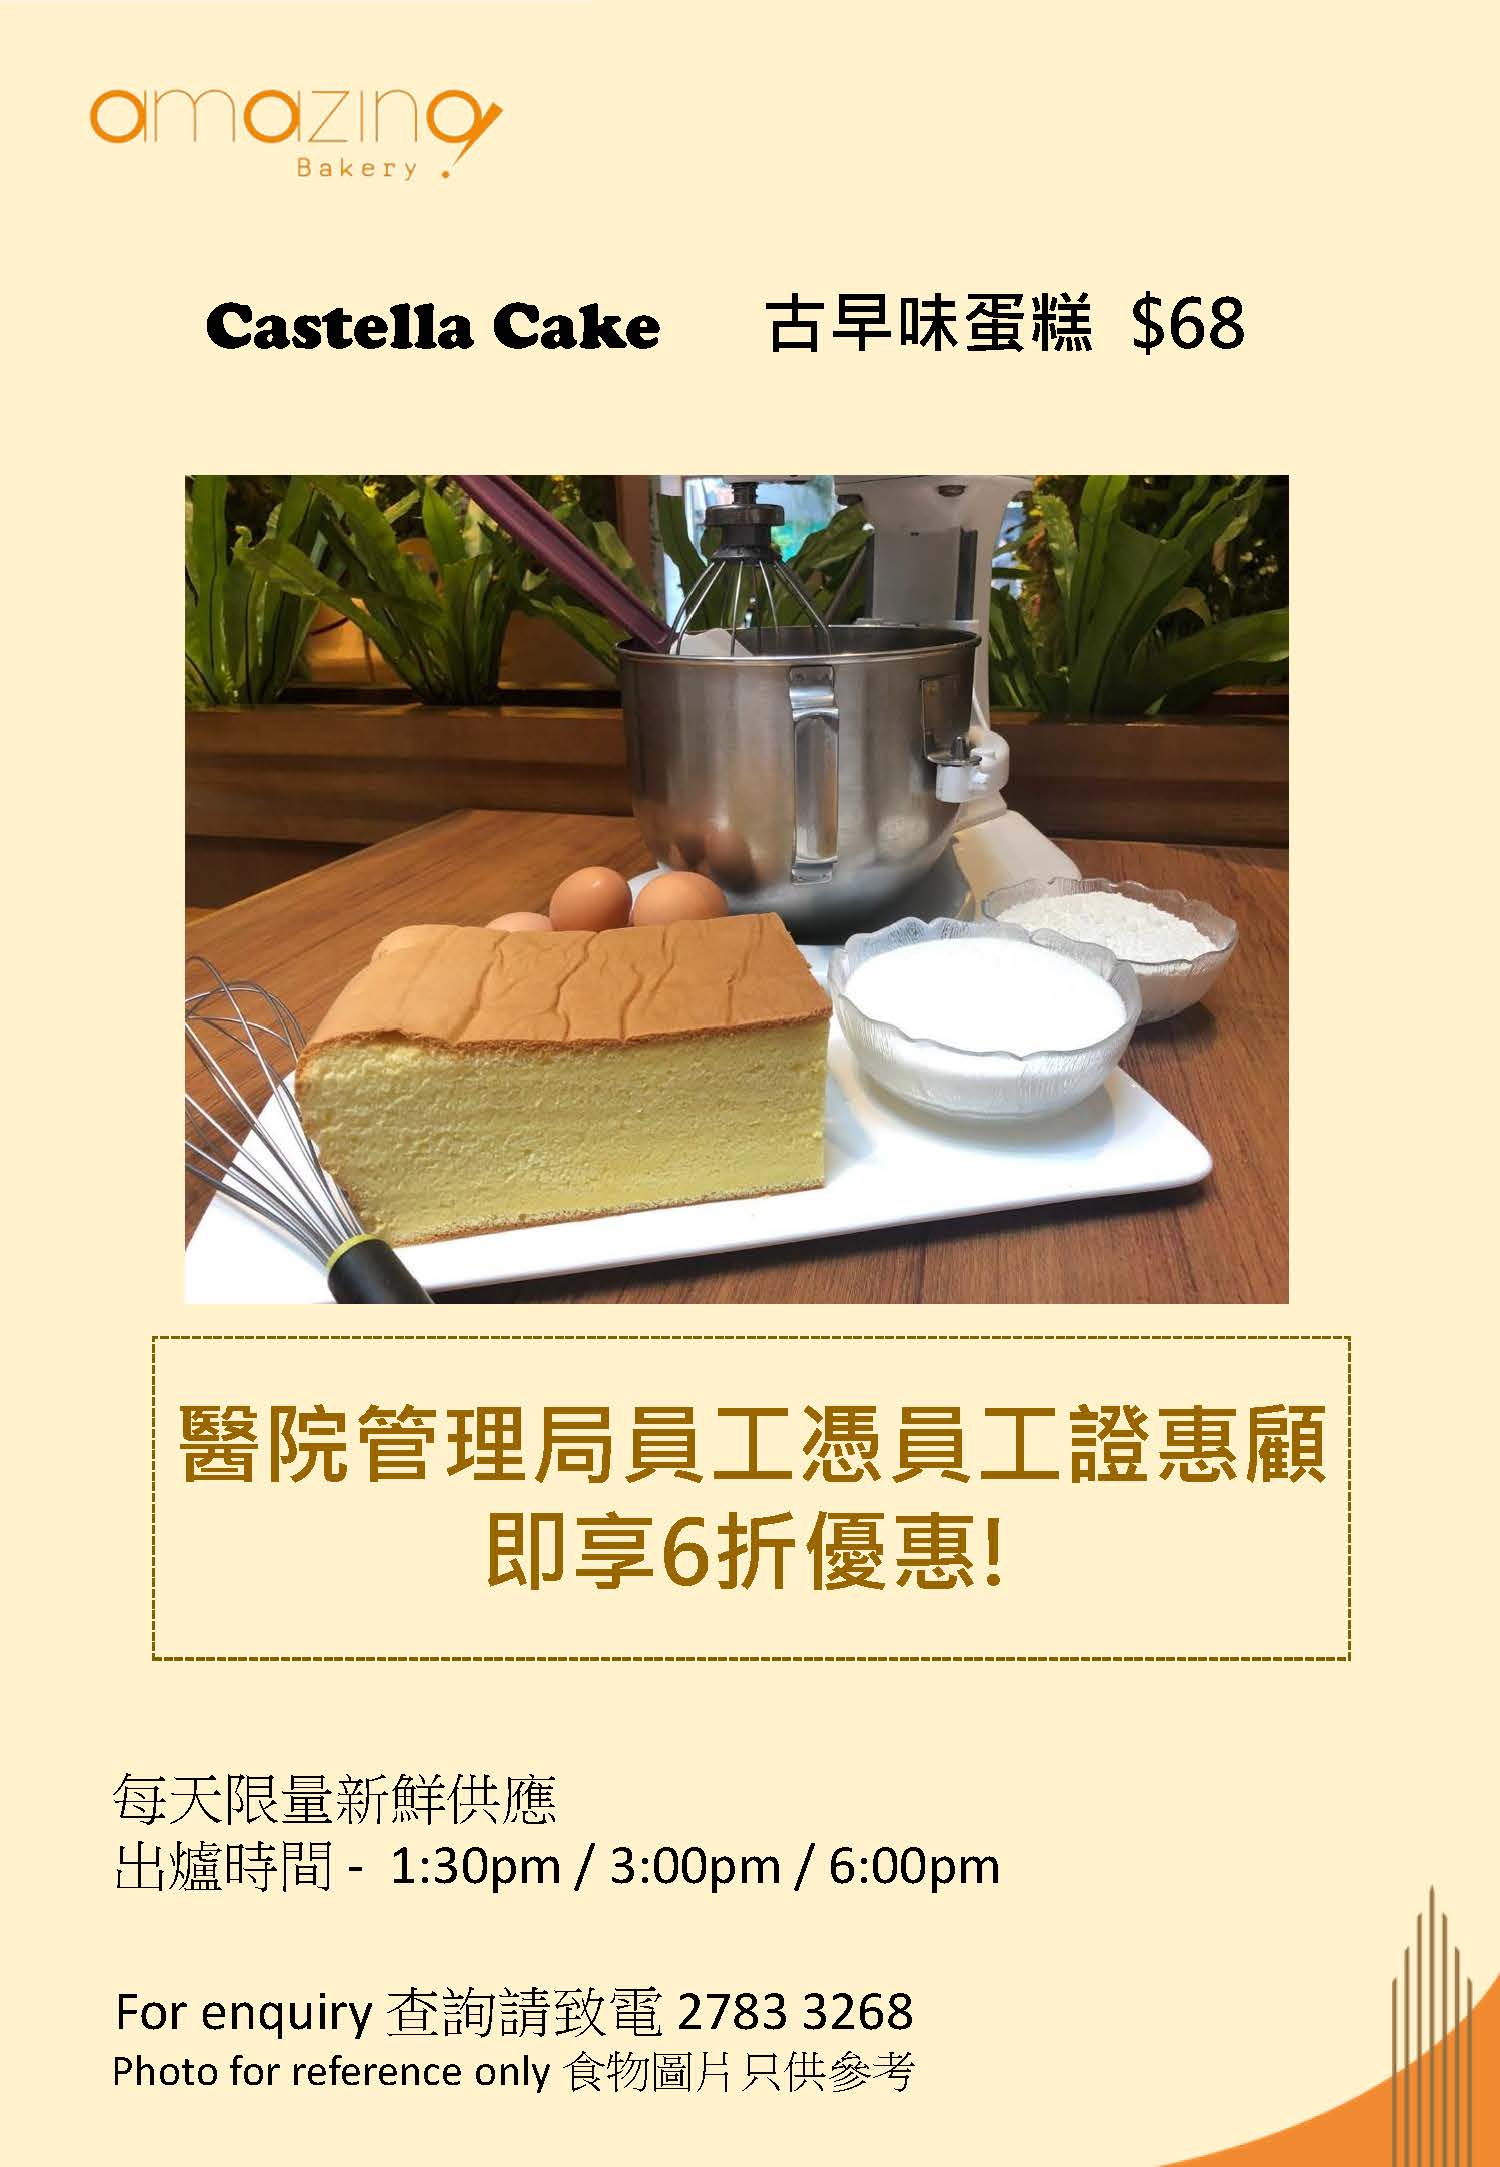 amazing
Bakery
Castella Cake 古早味蛋糕 $68
醫院管理局員工憑員工證惠顧
即享6折優惠!
每天限量新鮮供應
出爐時間 - 1:30pm / 3:00pm / 6:00pm
For enquiry 查詢請致電 2783 3268
Photo for reference only 食物圖片只供參考